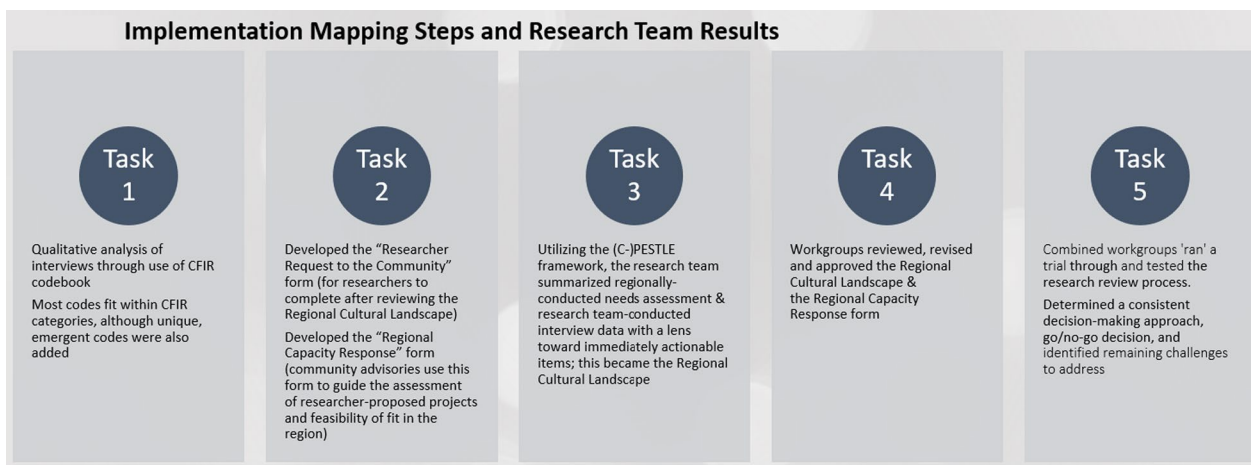 Implementation Mapping Steps and Research Team Results
Task
1
Qualitative analysis of
interviews through use of CFIR
codebook
Most codes fit within CFIR
categories, although unique,
emergent codes were also
added
Task
2
Developed the “Researcher
Request to the Community”
form (for researchers to
complete after reviewing the
Regional Cultural Landscape)
Developed the “Regional
Capacity Response” form
(community advisories use this
form to guide the assessment
of researcher-proposed projects
and feasibility of fit in the
region)
Task
3
Utilizing the (C-)PESTLE
framework, the research team
summarized regionally-
conducted needs assessment &
research team-conducted
interview data with a lens
toward immediately actionable
items; this became the Regional
Cultural Landscape
Task
4
Workgroups reviewed, revised
and approved the Regional
Cultural Landscape &
the Regional Capacity
Response form
Task
5
Combined workgroups 'ran' a
trial through and tested the
research review process.
Determined a consistent
decision-making approach,
go/no-go decision, and
identified remaining challenges
to address